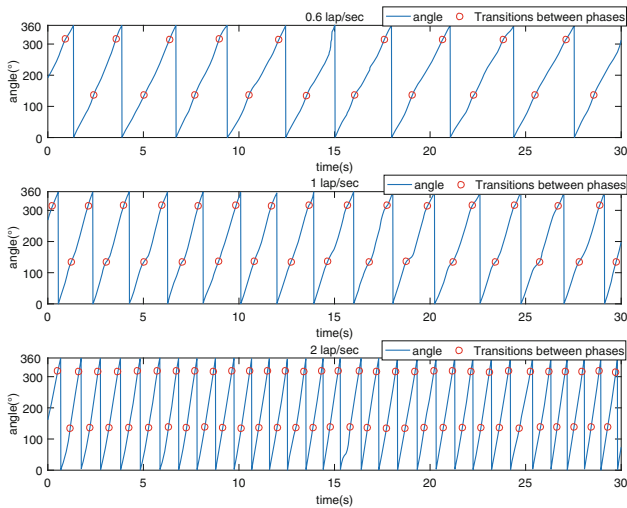 0.6 lap/sec
angle Transitions between phases
angle(°)
360
300
200
100
0
0 5 10 15 20 25 30
time(s)
1 lap/sec
angle Transitions between phases
angle(°)
360
300
200
100
0
0 5 10 15 20 25 30
time(s)
2 lap/sec
angle Transitions between phases
angle(°)
360
300
200
100
0
0 5 10 15 20 25 30
time(s)